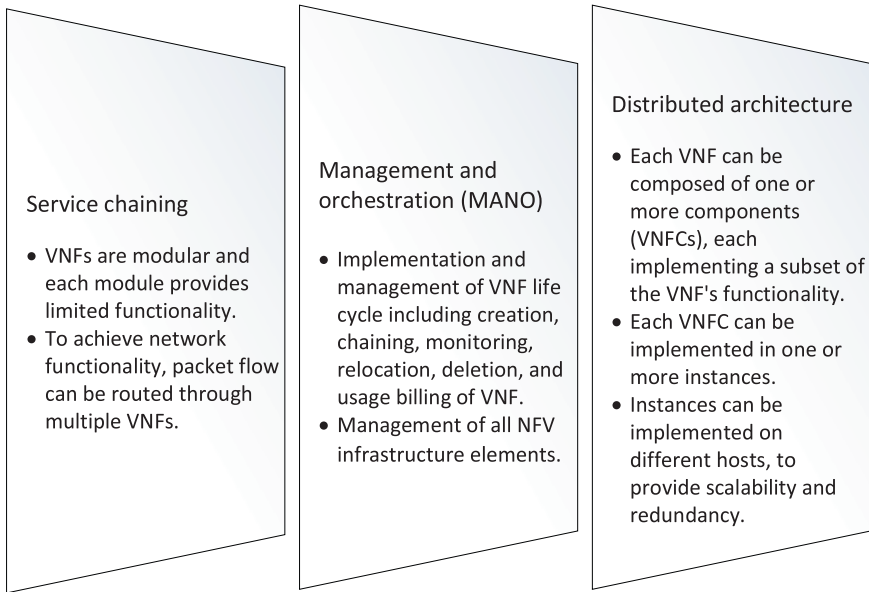 Service chaining
• VNFs are modular and
each module provides
limited functionality.
• To achieve network
functionality, packet flow
can be routed through
multiple VNFs.
Management and
orchestration (MANO)
• Implementation and
management of VNF life
cycle including creation,
chaining, monitoring,
relocation, deletion, and
usage billing of VNF.
• Management of all NFV
infrastructure elements.
Distributed architecture
• Each VNF can be
composed of one or
more components
(VNFCs), each
implementing a subset of
the VNF's functionality.
• Each VNFC can be
implemented in one or
more instances.
• Instances can be
implemented on
different hosts, to
provide scalability and
redundancy.